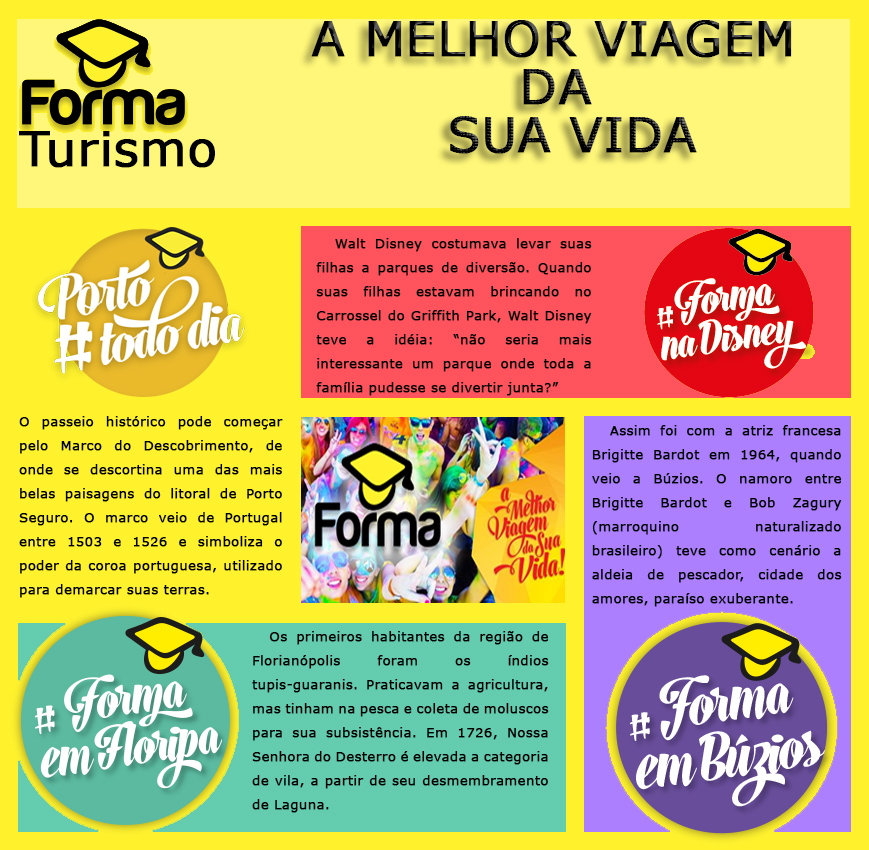 Forma
Turismo
A MELHOR VIAGEM
DA
SUA VIDA
Porto
# todo dia
Walt Disney costumava levar suas
filhas a parques de diversão. Quando
suas filhas estavam brincando no
Carrossel do Griffith Park, Walt Disney
teve a idéia: “não seria mais
interessante um parque onde toda a
família pudesse se divertir junta?”
# Forma
na Disney
O passeio histórico pode começar
pelo Marco do Descobrimento, de
onde se descortina uma das mais
belas paisagens do litoral de Porto
Seguro. O marco veio de Portugal
entre 1503 e 1526 e simboliza o
poder da coroa portuguesa, utilizado
para demarcar suas terras.
Forma
a Melhor
Viagem
da Sua
Vida!
Assim foi com a atriz francesa
Brigitte Bardot em 1964, quando
veio a Búzios. O namoro entre
Brigitte Bardot e Bob Zagury
(marroquino naturalizado
brasileiro) teve como cenário a
aldeia de pescador, cidade dos
amores, paraíso exuberante.
# Forma
em Floripa
Os primeiros habitantes da região de
Florianópolis foram os índios
tupis-guaranis. Praticavam a agricultura,
mas tinham na pesca e coleta de moluscos
para sua subsistência. Em 1726, Nossa
Senhora do Desterro é elevada a categoria
de vila, a partir de seu desmembramento
de Laguna.
# Forma
em Búzios